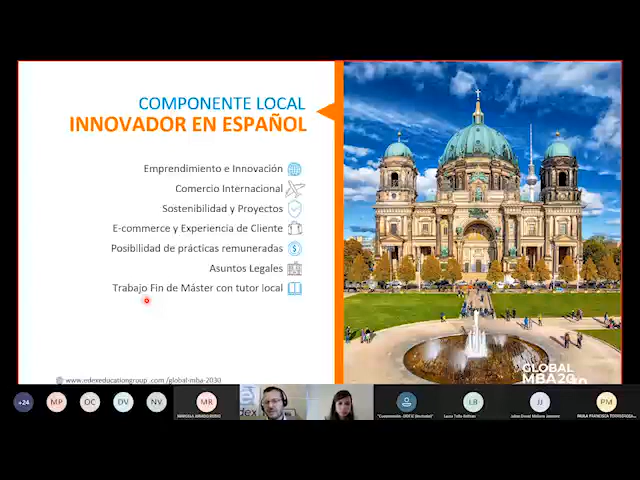 COMPONENTE LOCAL
INNOVADOR EN ESPAÑOL
Emprendimiento e Innovación
Comercio Internacional
Sostenibilidad y Proyectos
E-commerce y Experiencia de Cliente
Posibilidad de prácticas remuneradas
Asuntos Legales
Trabajo Fin de Máster con tutor local
www.edexeducationgroup.com/global-mba-2030
GLOBAL
MBA20
+24
MP
OC
DV
NV
MR
LB
JJ
PM